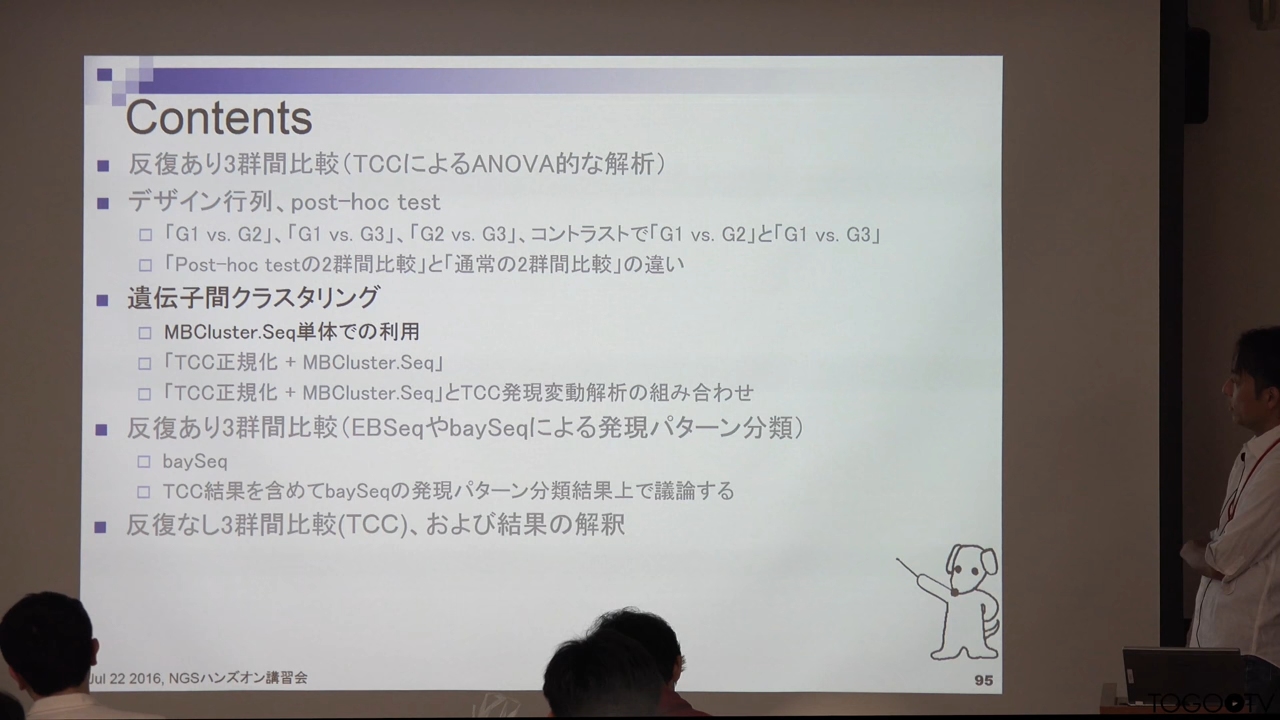 Contents
反復あり3群間比較(TCCによるANOVA的な解析)
デザイン行列、post-hoc test
「G1 vs. G2」、「G1 vs. G3」、「G2 vs. G3」、コントラストで「G1 vs. G2」と「G1 vs. G3」
「Post-hoc testの2群間比較」と「通常の2群間比較」の違い
遺伝子間クラスタリング
MBCluster.Seq単体での利用
「TCC正規化 + MBCluster.Seq」
「TCC正規化 + MBCluster.Seq」とTCC発現変動解析の組み合わせ
反復あり3群間比較(EBSeqやbaySeqによる発現パターン分類)
baySeq
TCC結果を含めてbaySeqの発現パターン分類結果上で議論する
反復なし3群間比較(TCC)、および結果の解釈
Jul 22 2016, NGSハンズオン講習会
95
TOGOTV